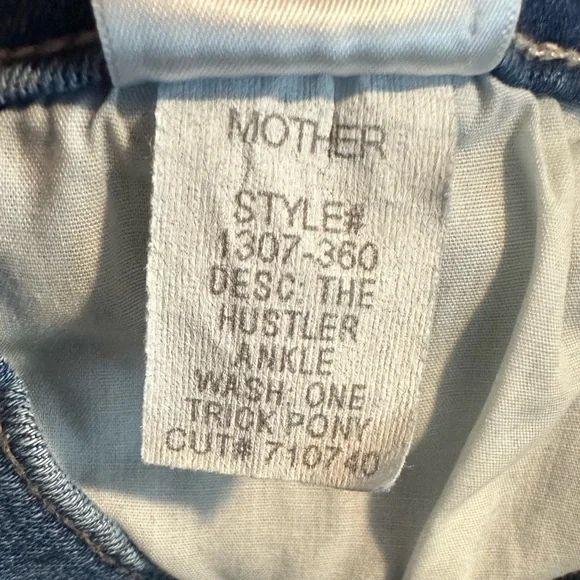 MOTHER
STYLE#
1307-360
DESC: THE
HUSTLER
ANKLE
WASH: ONE
TRICK PONY
CUT# 710740